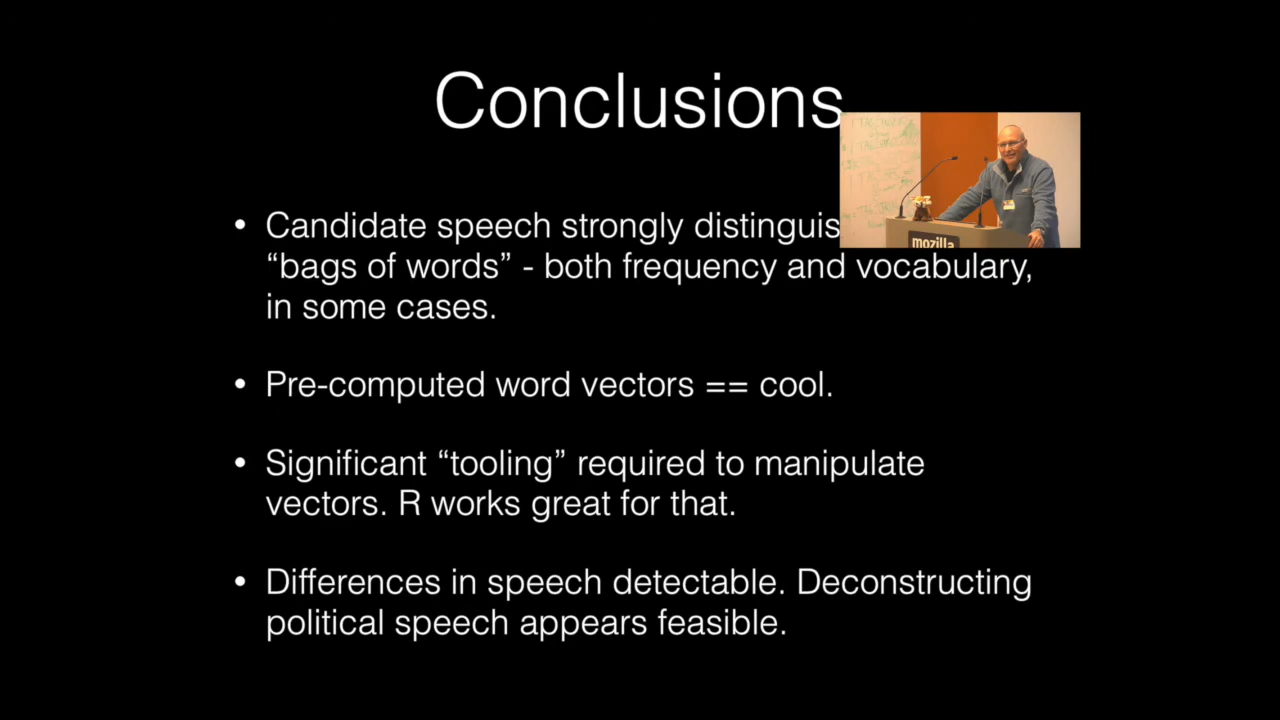 Conclusions
• Candidate speech strongly distinguis
“bags of words” - both frequency and vocabulary,
in some cases.
• Pre-computed word vectors == cool.
• Significant “tooling” required to manipulate
vectors. R works great for that.
• Differences in speech detectable. Deconstructing
political speech appears feasible.
mozilla